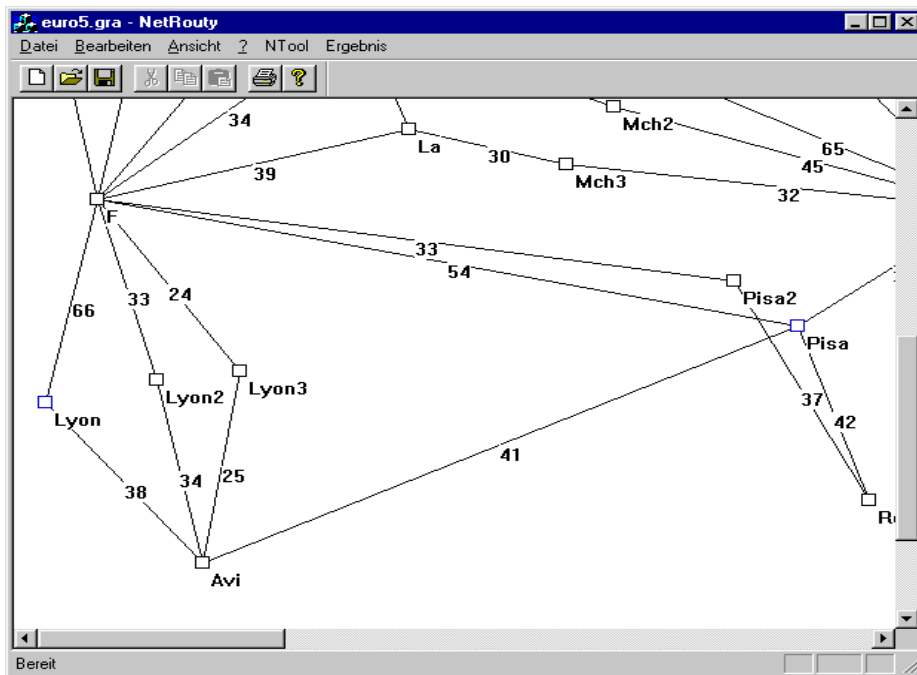 euro5.gra - NetRouty
Datei Bearbeiten Ansicht ? NTool Ergebnis
34
La
Mch2
65
45
30
39
Mch3
32
F
33
54
Pisa2
66
33
24
Pisa
Lyon
Lyon2
Lyon3
37
42
41
38
34
25
Avi
Bereit